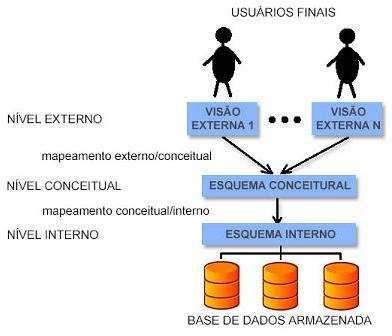 USUÁRIOS FINAIS
NÍVEL EXTERNO
VISÃO
EXTERNA 1
VISÃO
EXTERNA N
mapeamento externo/conceitual
NÍVEL CONCEITUAL
ESQUEMA CONCEITURAL
mapeamento conceitual/interno
NÍVEL INTERNO
ESQUEMA INTERNO
BASE DE DADOS ARMAZENADA